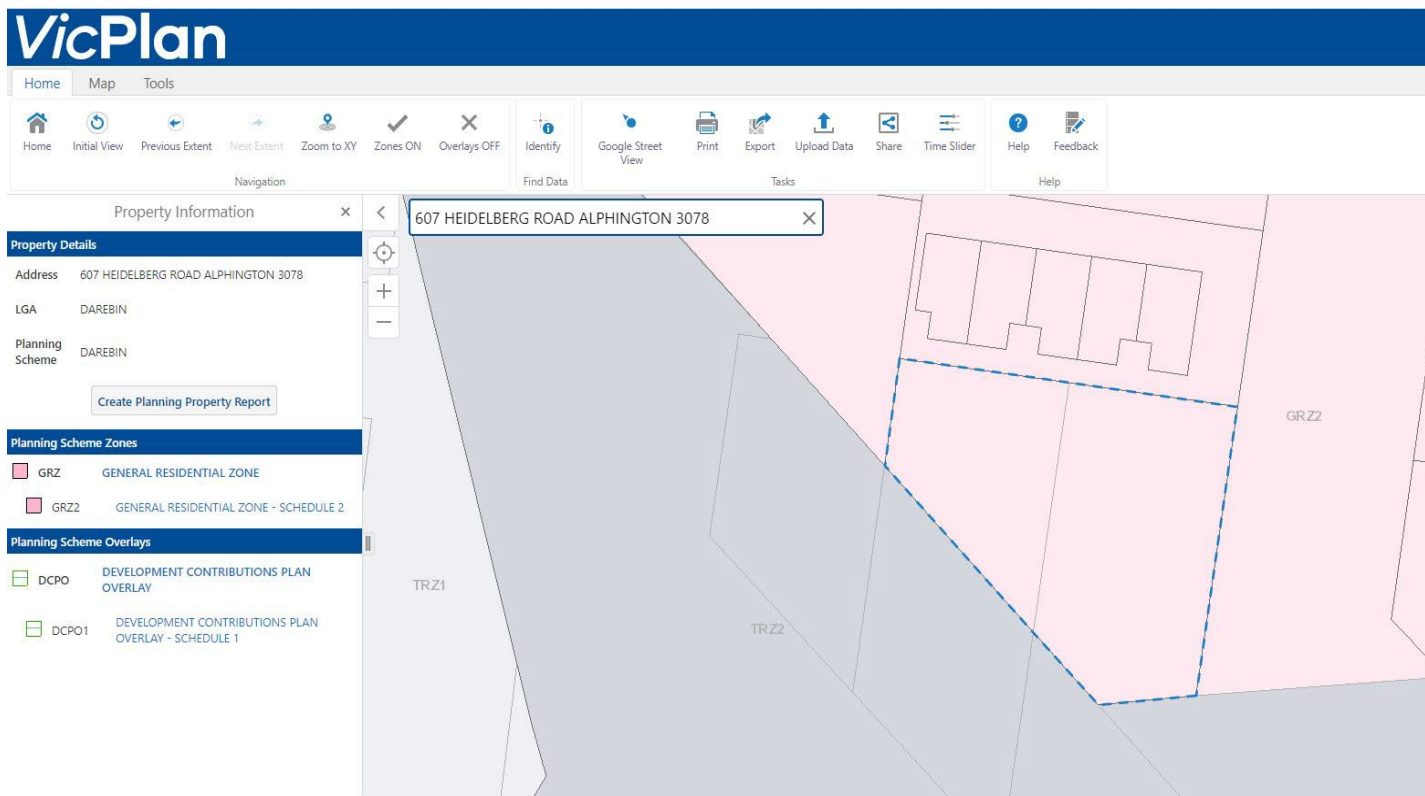 VicPlan
Home Map Tools
Home Initial View Previous Extent Next Extent Zoom to XY Zones ON Overlays OFF Identify Google Street View Print Export Upload Data Share Time Slider Help Feedback
Navigation Find Data Tasks Help
Property Information
607 HEIDELBERG ROAD ALPHINGTON 3078
Property Details
Address 607 HEIDELBERG ROAD ALPHINGTON 3078
LGA DAREBIN
Planning Scheme DAREBIN
Create Planning Property Report
Planning Scheme Zones
GRZ GENERAL RESIDENTIAL ZONE
GRZ2 GENERAL RESIDENTIAL ZONE - SCHEDULE 2
Planning Scheme Overlays
DCPO DEVELOPMENT CONTRIBUTIONS PLAN
OVERLAY
DCPO1 DEVELOPMENT CONTRIBUTIONS PLAN
OVERLAY - SCHEDULE 1
GRZ2
TRZ1
TRZ2